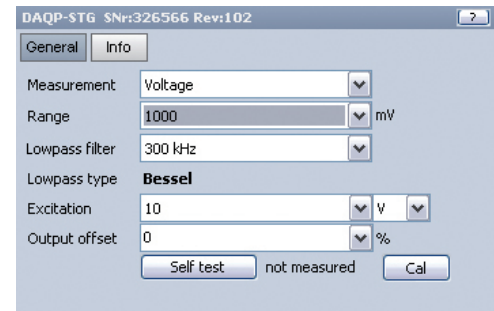 DAQP-STG SNr:326566 Rev:102 ?
General Info
Measurement Voltage
Range 1000 mV
Lowpass filter 300 kHz
Lowpass type Bessel
Excitation 10 V
Output offset 0 %
Self test not measured Cal